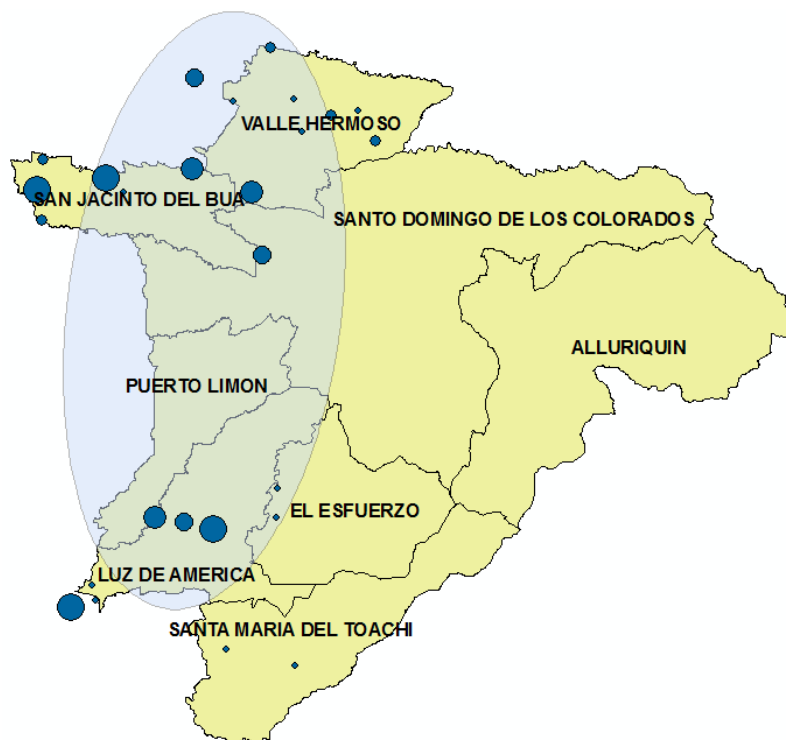 VALLE HERMOSO
SAN JACINTO DEL BUA
SANTO DOMINGO DE LOS COLORADOS
ALLURIQUIN
PUERTO LIMON
EL ESFUERZO
LUZ DE AMERICA
SANTA MARIA DEL TOACHI